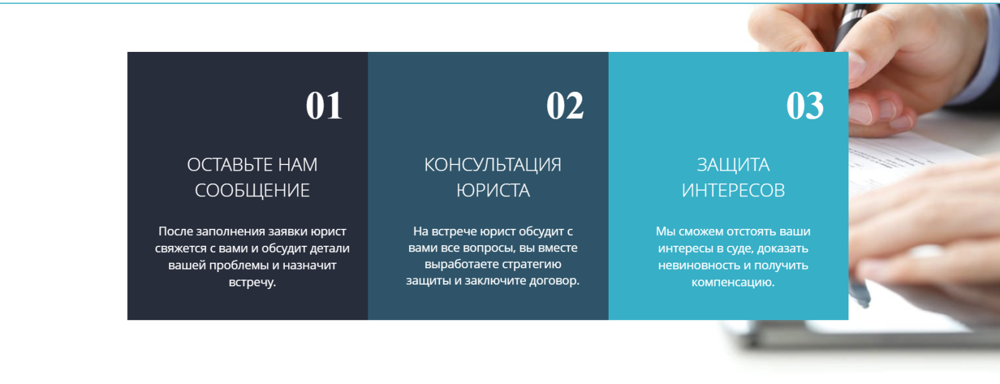 01
ОСТАВЬТЕ НАМ
СООБЩЕНИЕ
После заполнения заявки юрист
свяжется с вами и обсудит детали
вашей проблемы и назначит
встречу.
02
КОНСУЛЬТАЦИЯ
ЮРИСТА
На встрече юрист обсудит с
вами все вопросы, вы вместе
выработаете стратегию
защиты и заключите договор.
03
ЗАЩИТА
ИНТЕРЕСОВ
Мы сможем отстоять ваши
интересы в суде, доказать
невиновность и получить
компенсацию.